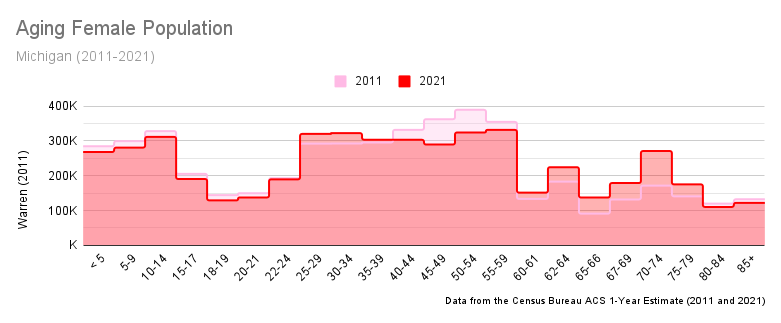 Aging Female Population
Michigan (2011-2021)
2011 2021
Warren (2011)
400K
300K
200K
100K
K
< 5 5-9 10-14 15-17 18-19 20-21 22-24 25-29 30-34 35-39 40-44 45-49 50-54 55-59 60-61 62-64 65-66 67-69 70-74 75-79 80-84 85+
Data from the Census Bureau ACS 1-Year Estimate (2011 and 2021)